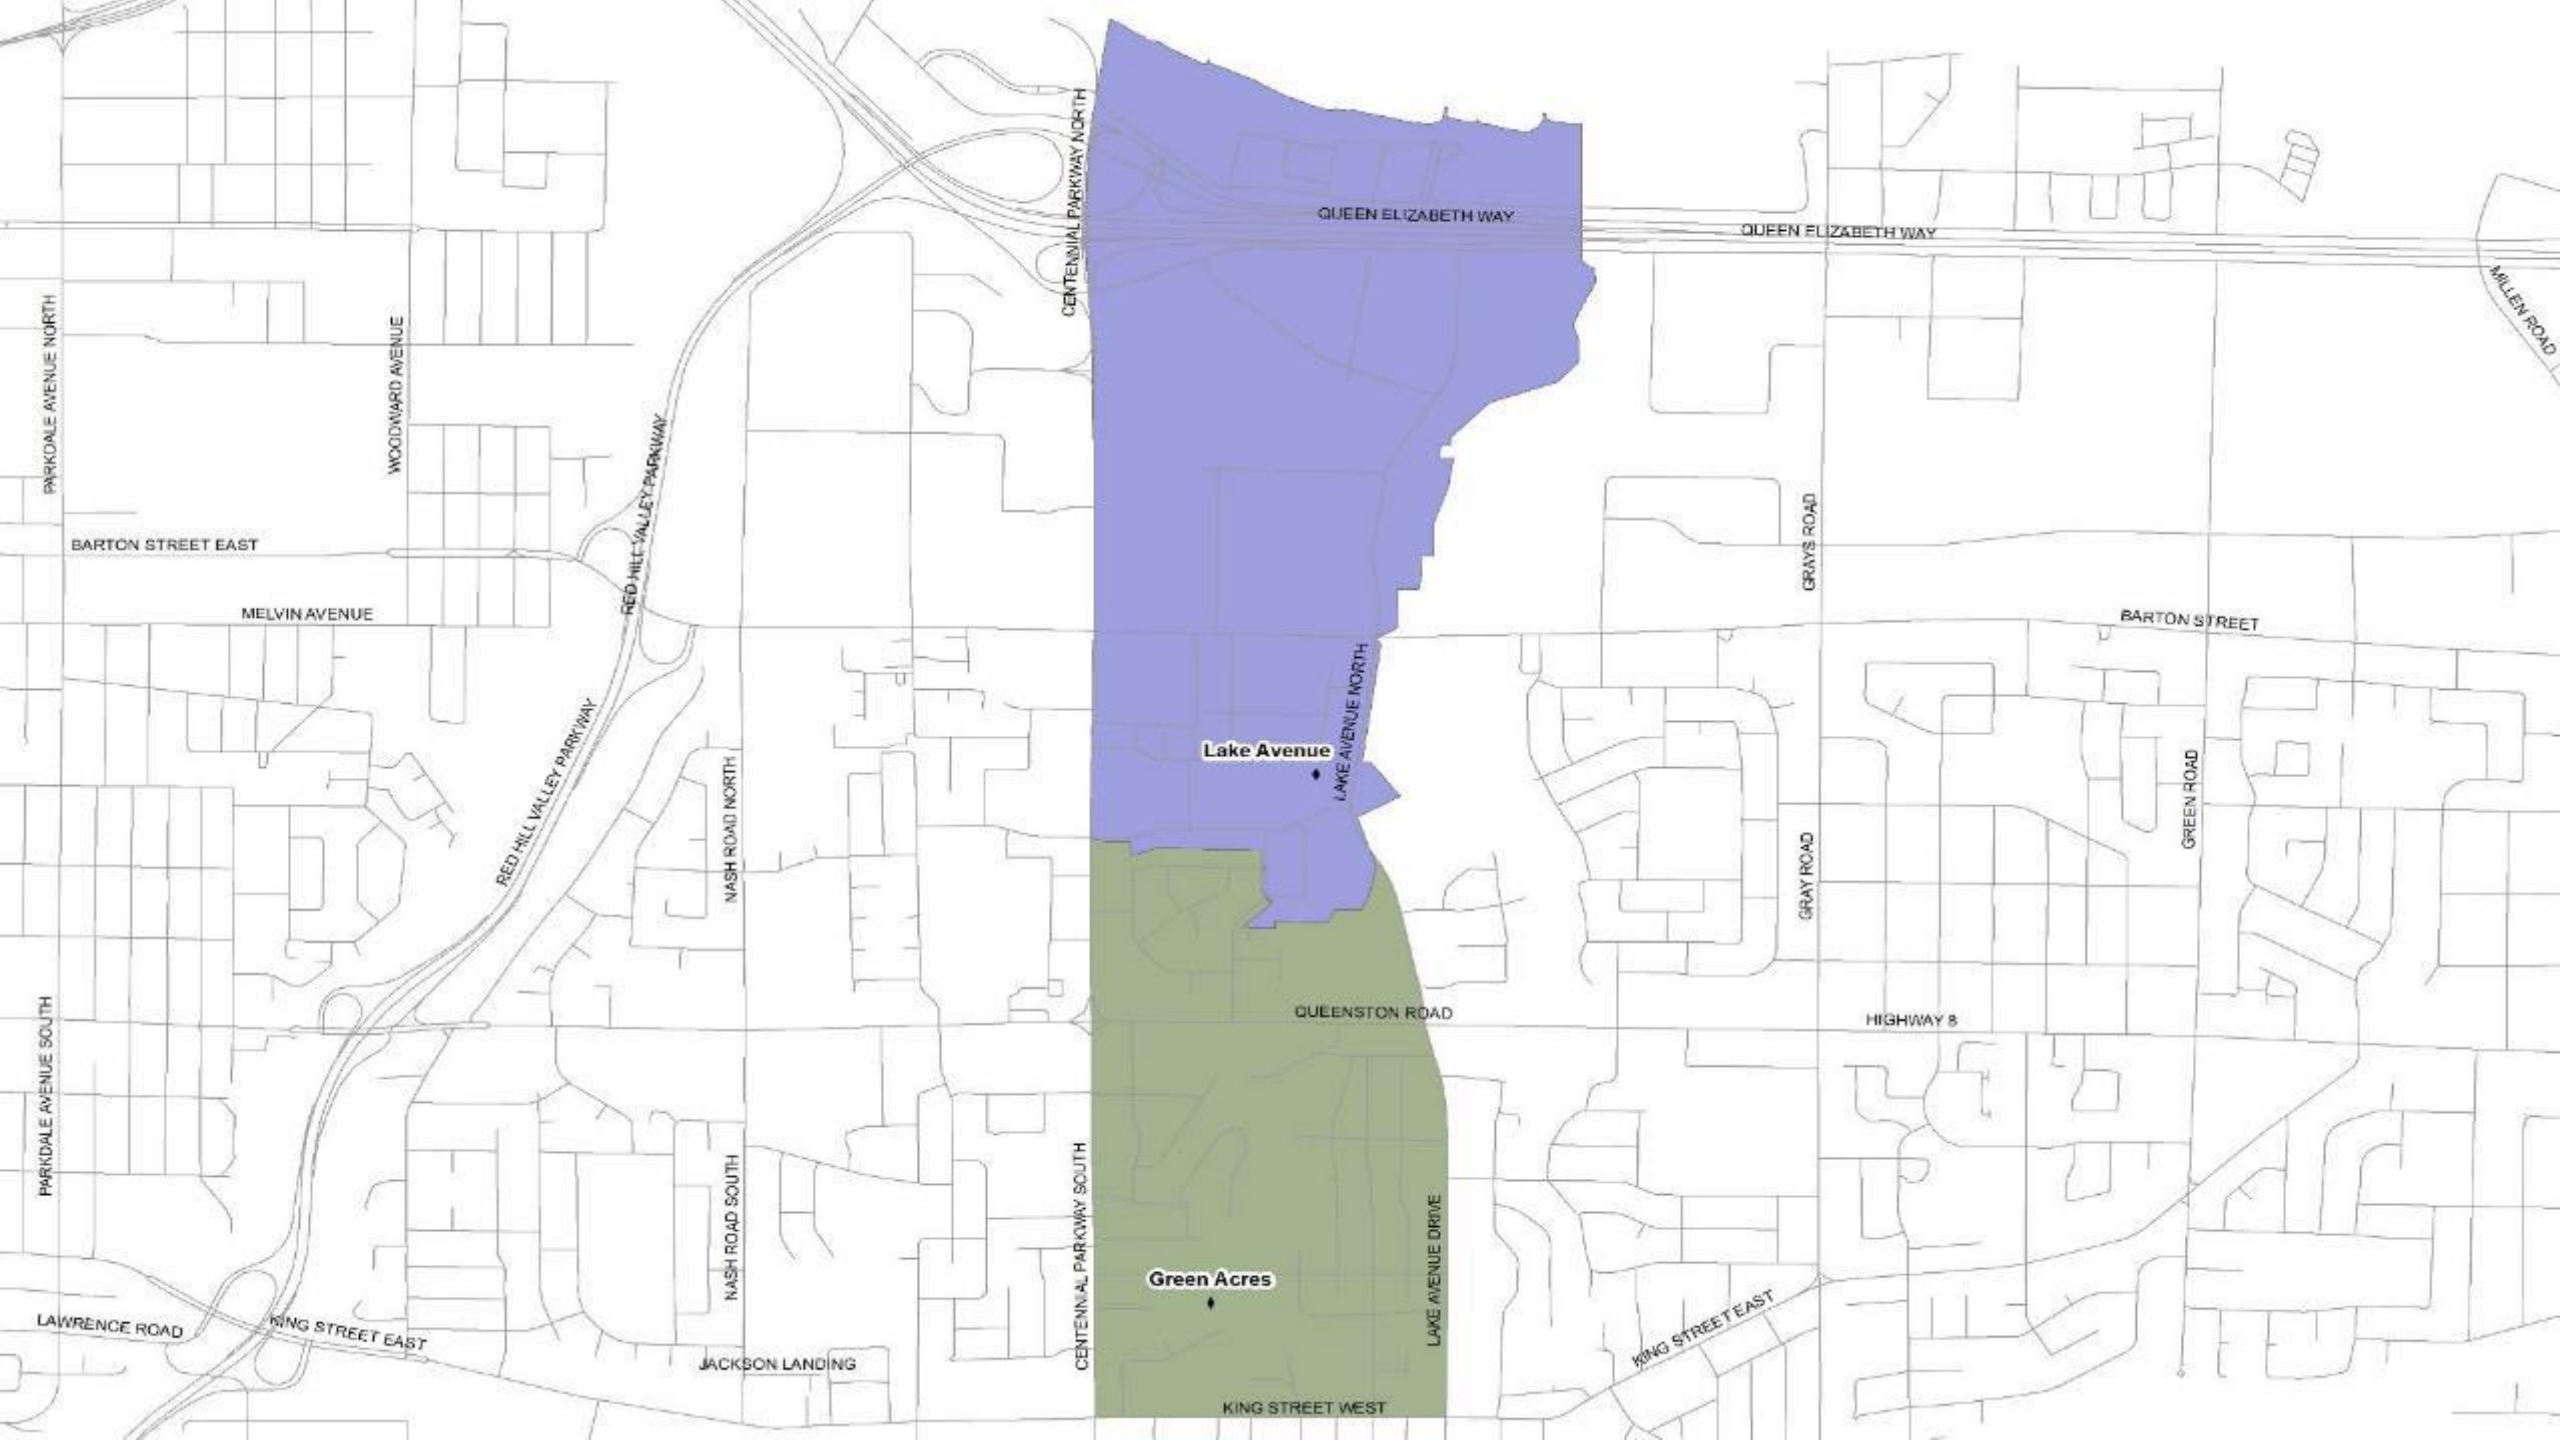 CENTENNIAL PARKWAY NORTH
QUEEN ELIZABETH WAY
QUEEN ELIZABETH WAY
MILLEN ROAD
PARKDALE AVENUE NORTH
WOODWARD AVENUE
RED HILL VALLEY PARKWAY
GRAYS ROAD
BARTON STREET EAST
MELVIN AVENUE
BARTON STREET
LAKE AVENUE NORTH
RED HILL VALLEY PARKWAY
Lake Avenue
NASH ROAD NORTH
GREEN ROAD
GRAY ROAD
QUEENSTON ROAD
HIGHWAY 8
PARKDALE AVENUE SOUTH
NASH ROAD SOUTH
CENTENNIAL PARKWAY SOUTH
LAKE AVENUE DRIVE
Green Acres
LAWRENCE ROAD
KING STREET EAST
KING STREET EAST
JACKSON LANDING
KING STREET WEST